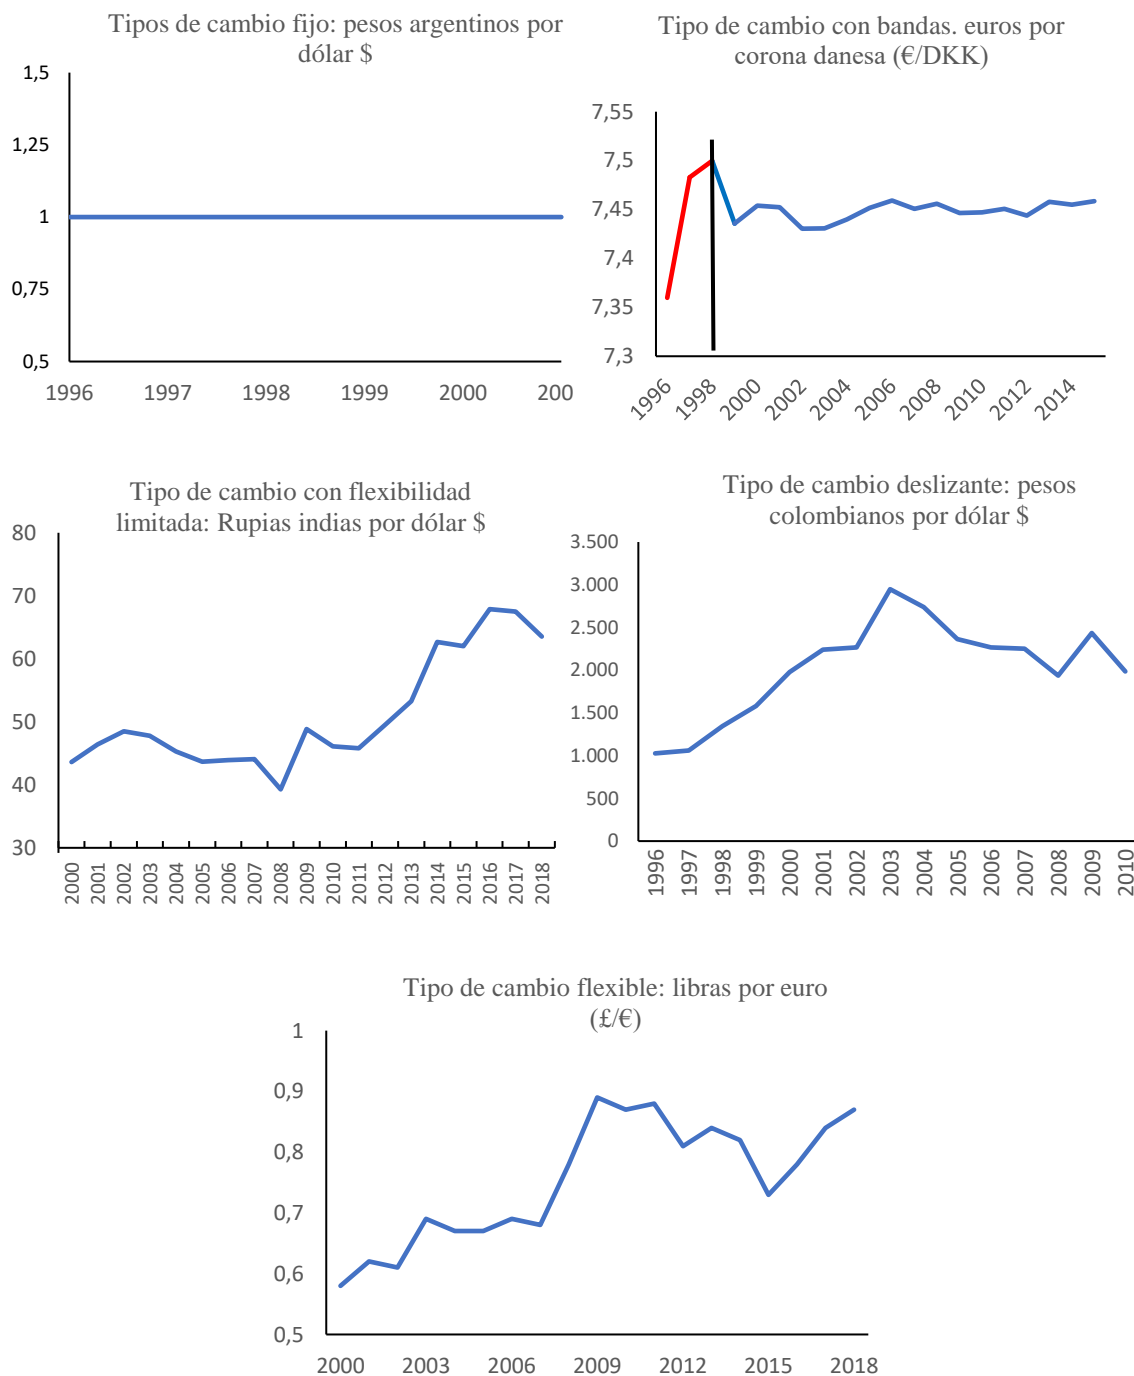 Tipos de cambio fijo: pesos argentinos por
dólar $
1,5
1,25
1
0,75
0,5
1996 1997 1998 1999 2000 200
Tipo de cambio con bandas. euros por
corona danesa (€/DKK)
7,55
7,5
7,45
7,4
7,35
7,3
1996 1998 2000 2002 2004 2006 2008 2010 2012 2014
Tipo de cambio con flexibilidad
limitada: Rupias indias por dólar $
80
70
60
50
40
30
2000 2001 2002 2003 2004 2005 2006 2007 2008 2009 2010 2011 2012 2013 2014 2015 2016 2017 2018
Tipo de cambio deslizante: pesos
colombianos por dólar $
3.500
3.000
2.500
2.000
1.500
1.000
500
0
1996 1997 1998 1999 2000 2001 2002 2003 2004 2005 2006 2007 2008 2009 2010
Tipo de cambio flexible: libras por euro
(£/€)
1
0,9
0,8
0,7
0,6
0,5
2000 2003 2006 2009 2012 2015 2018